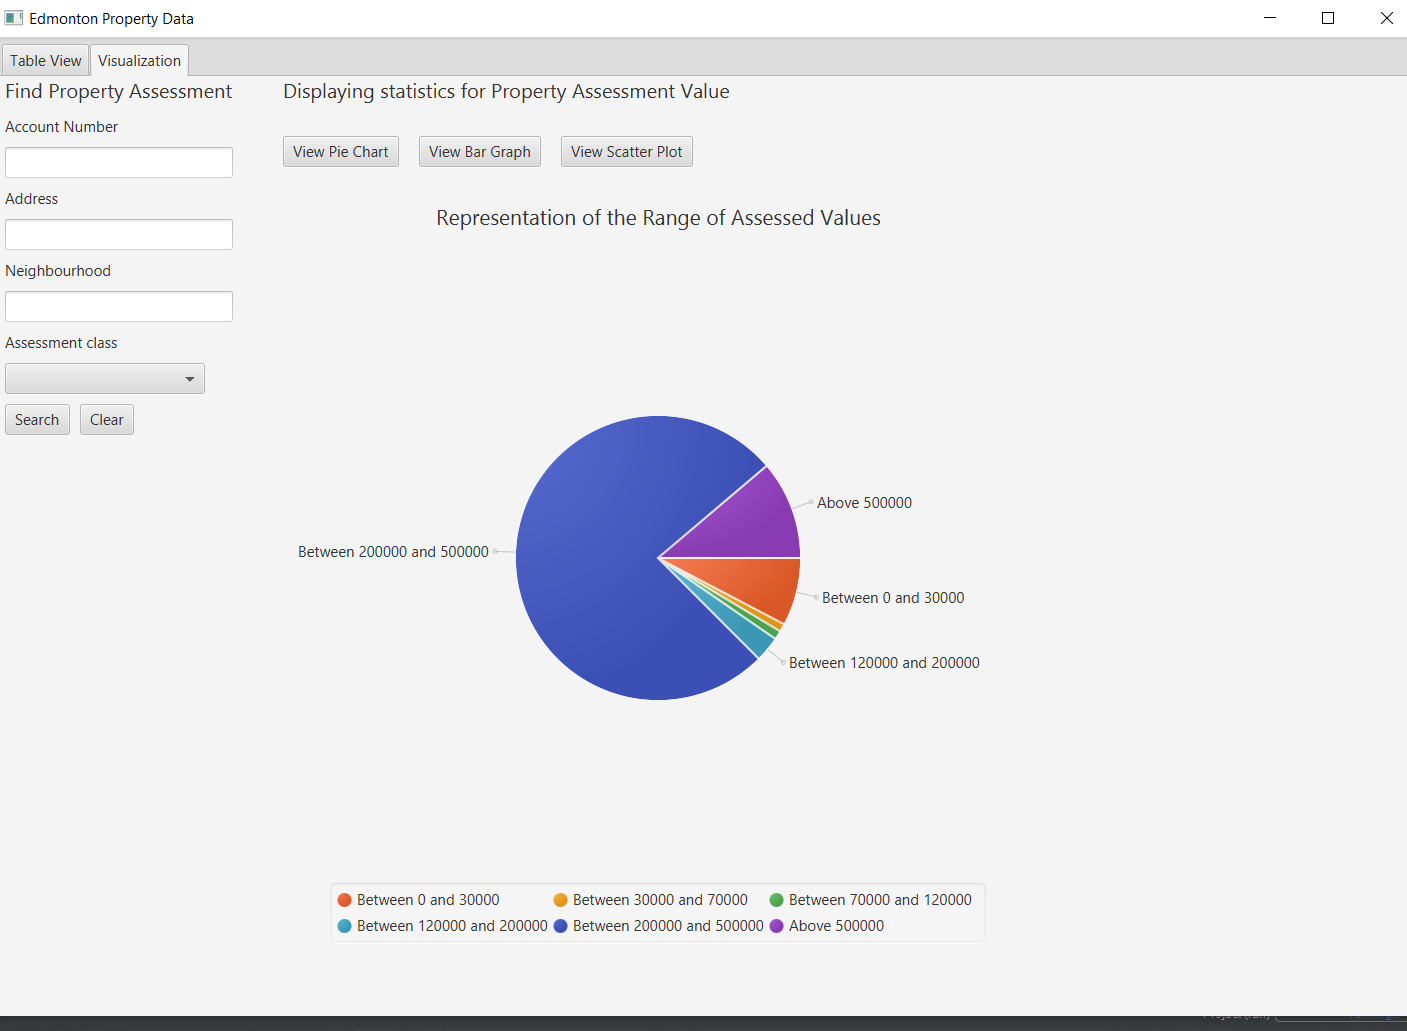 Edmonton Property Data
Table View
Visualization
Find Property Assessment
Account Number
Address
Neighbourhood
Assessment class
Search
Clear
Displaying statistics for Property Assessment Value
View Pie Chart
View Bar Graph
View Scatter Plot
Representation of the Range of Assessed Values
Above 500000
Between 200000 and 500000
Between 0 and 30000
Between 120000 and 200000
Between 0 and 30000
Between 30000 and 70000
Between 70000 and 120000
Between 120000 and 200000
Between 200000 and 500000
Above 500000